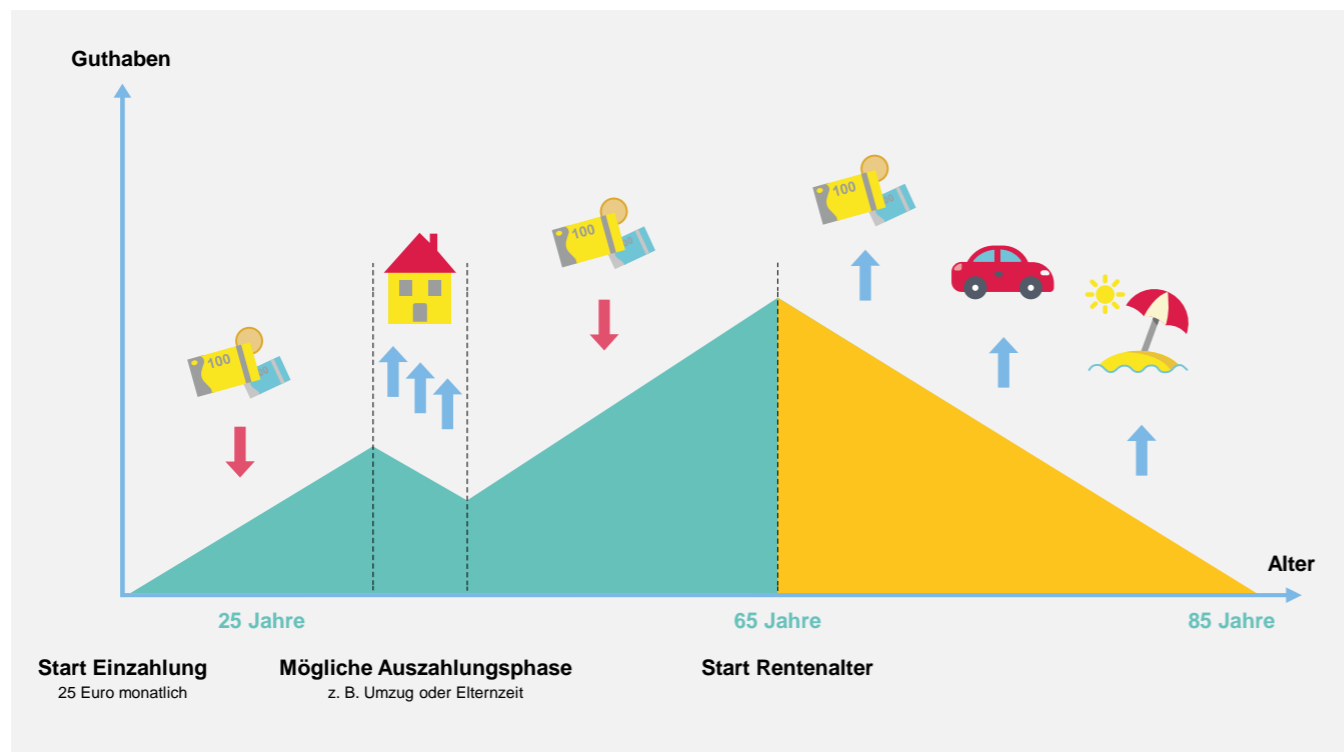 Guthaben
100
100
100
Alter
25 Jahre
65 Jahre
85 Jahre
Start Einzahlung
25 Euro monatlich
Mögliche Auszahlungsphase
z. B. Umzug oder Elternzeit
Start Rentenalter